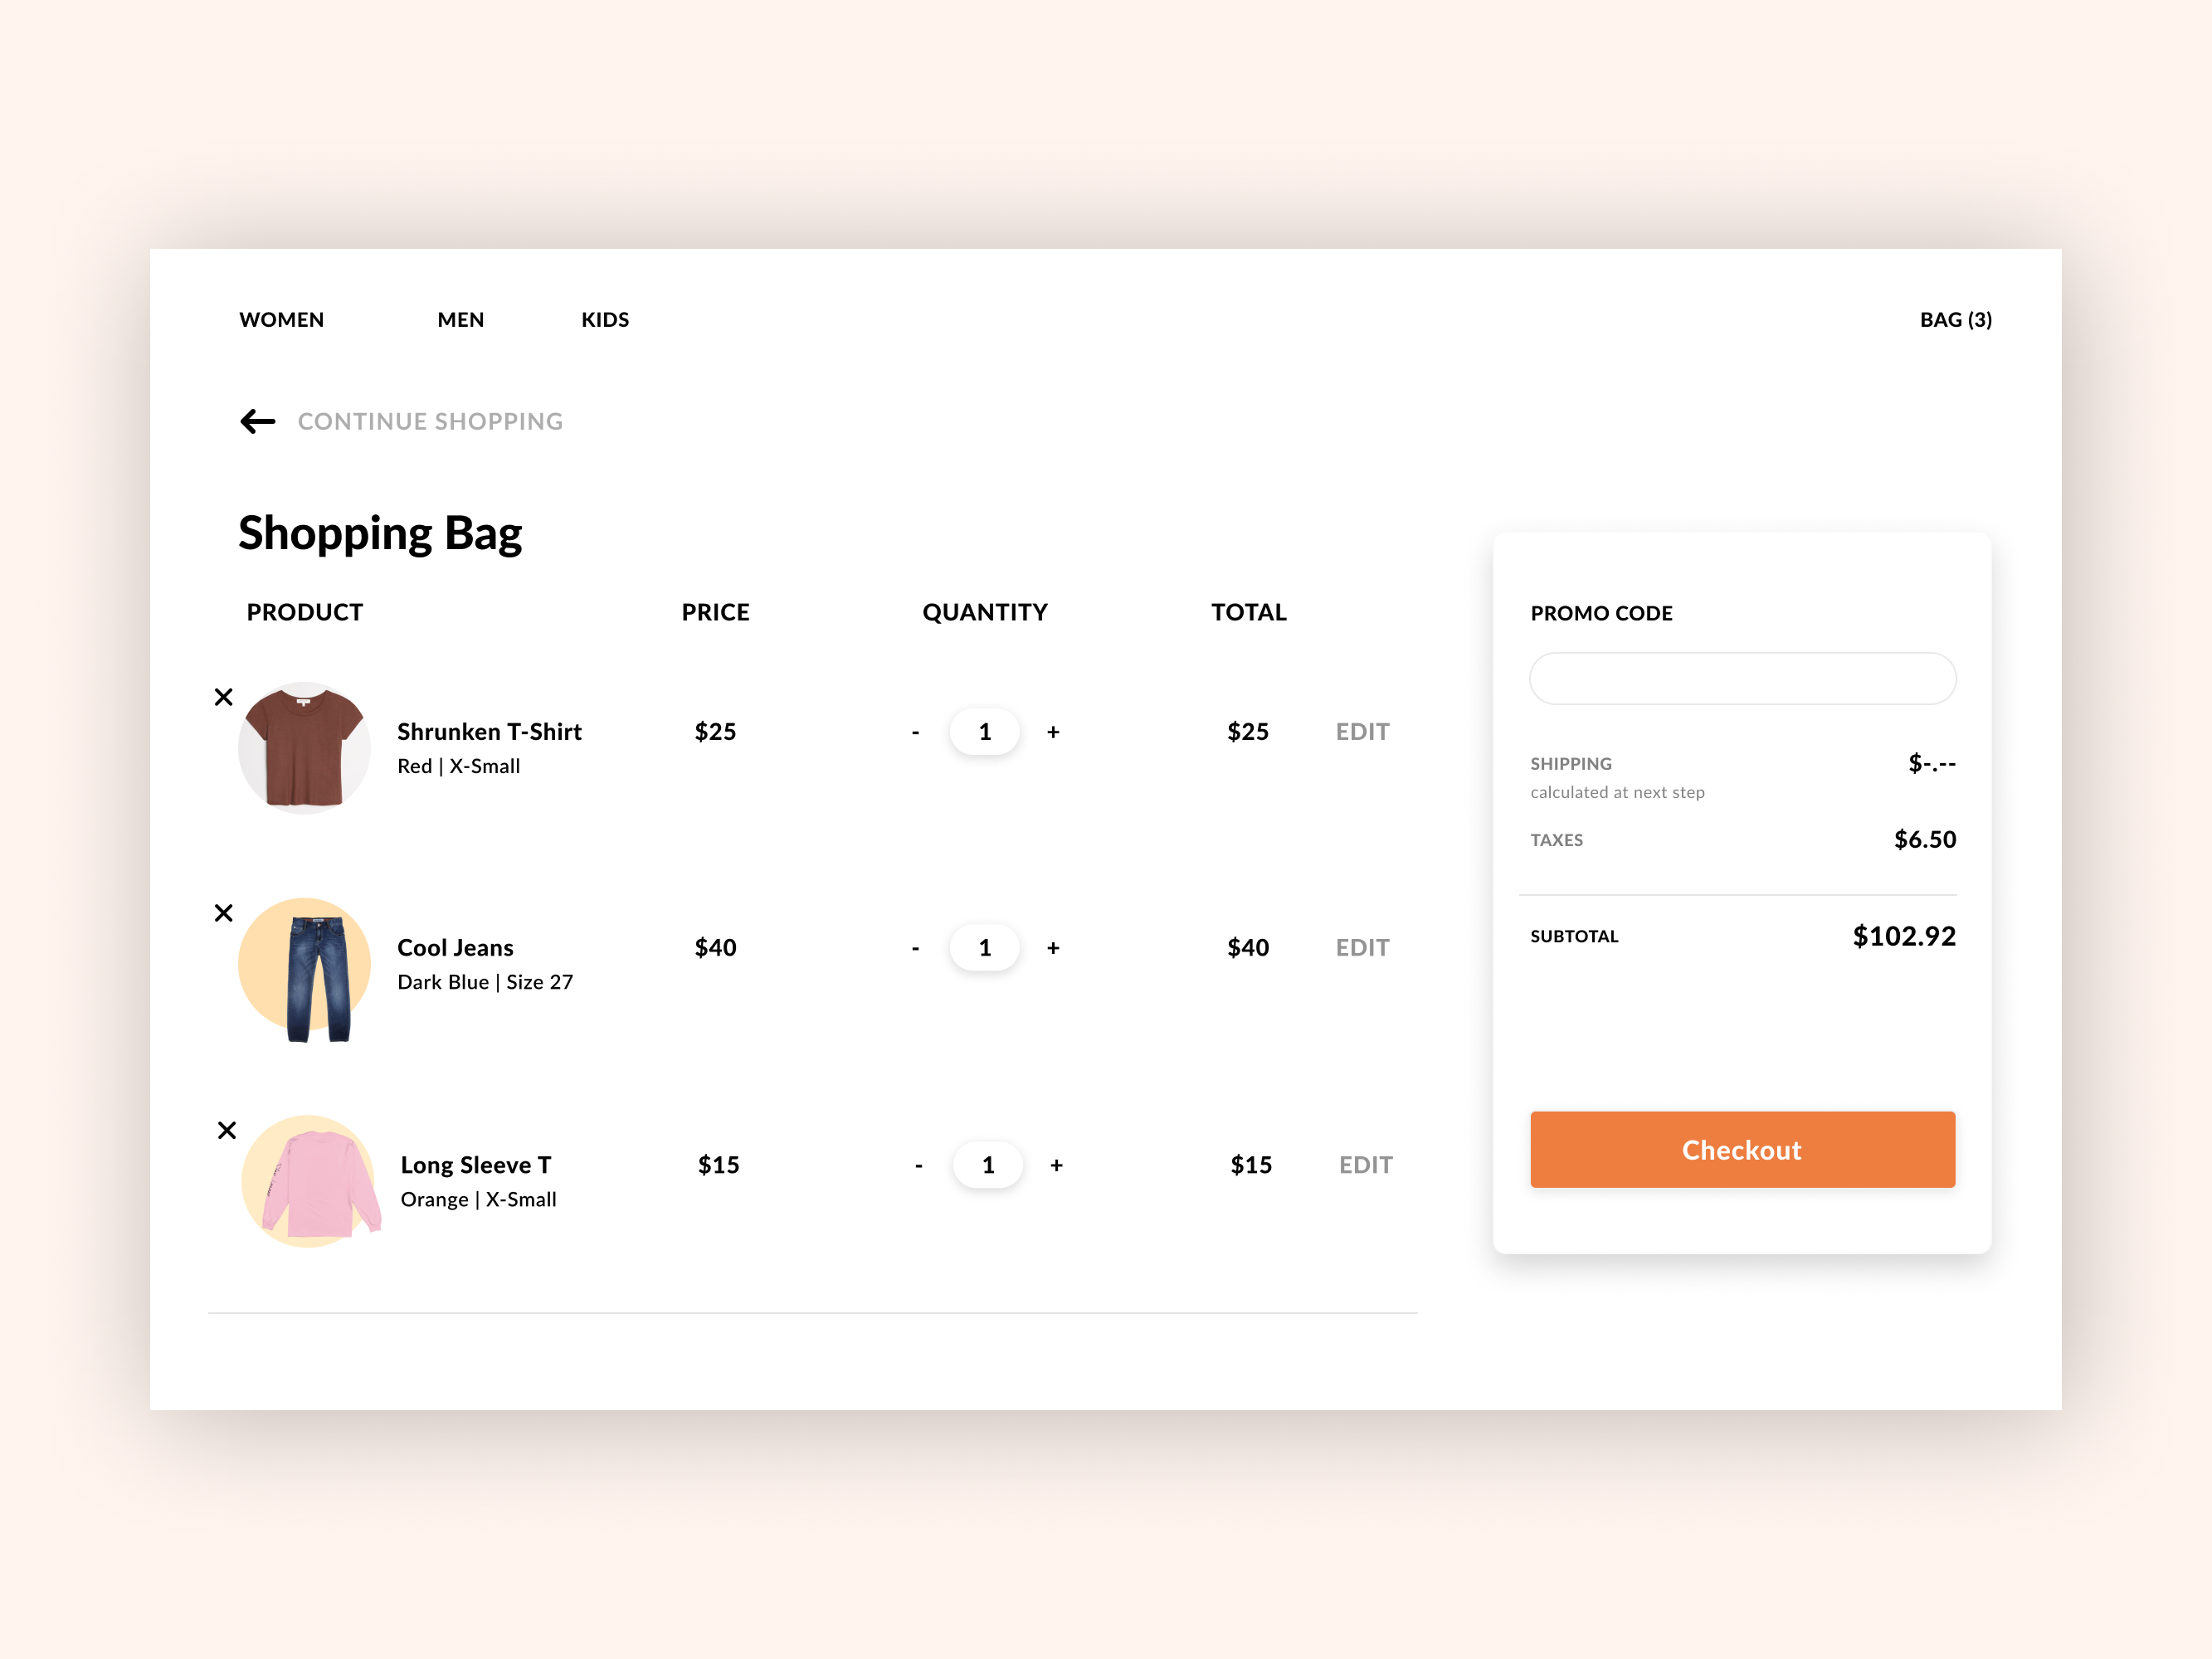 WOMEN MEN KIDS BAG (3)
CONTINUE SHOPPING
Shopping Bag
PRODUCT PRICE QUANTITY TOTAL
Shrunken T-Shirt $25 - 1 + $25 EDIT
Red | X-Small
Cool Jeans $40 - 1 + $40 EDIT
Dark Blue | Size 27
Long Sleeve T $15 - 1 + $15 EDIT
Orange | X-Small
PROMO CODE
SHIPPING $-.--
calculated at next step
TAXES $6.50
SUBTOTAL $102.92
Checkout